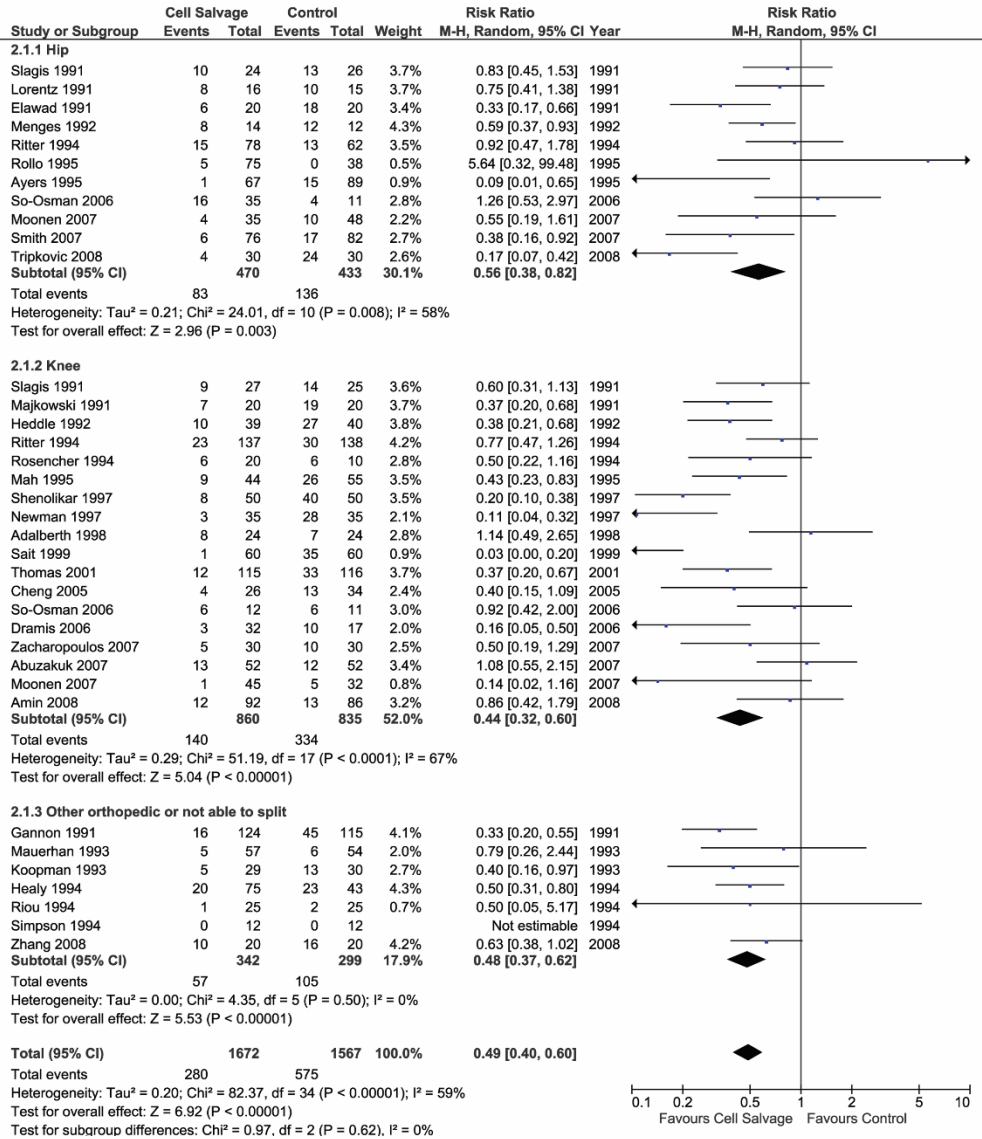 Cell Salvage Control Risk Ratio Risk Ratio
Study or Subgroup Events Total Events Total Weight M-H, Random, 95% CI Year M-H, Random, 95% CI
2.1.1 Hip
Slagis 1991 10 24 13 26 3.7% 0.83 [0.45, 1.53] 1991
Lorentz 1991 8 16 10 15 3.7% 0.75 [0.41, 1.38] 1991
Elawad 1991 6 20 18 20 3.4% 0.33 [0.17, 0.66] 1991
Menges 1992 8 14 12 12 4.3% 0.59 [0.37, 0.93] 1992
Ritter 1994 15 78 13 62 3.4% 0.92 [0.47, 1.78] 1994
Rollo 1995 5 75 0 38 0.5% 5.64 [0.32, 99.48] 1995
Ayers 1995 1 67 15 89 0.9% 0.09 [0.01, 0.65] 1995
So-Osman 2006 16 35 4 11 2.8% 1.26 [0.53, 2.97] 2006
Moonen 2007 4 35 10 48 2.2% 0.55 [0.19, 1.61] 2007
Smith 2007 6 76 17 82 2.7% 0.38 [0.16, 0.92] 2007
Tripkovic 2008 4 30 24 30 2.6% 0.17 [0.07, 0.42] 2008
Subtotal (95% CI) 470 433 30.1% 0.56 [0.38, 0.82]
Total events 83 136
Heterogeneity: Tau² = 0.21; Chi² = 24.01, df = 10 (P = 0.008); I² = 58%
Test for overall effect: Z = 2.96 (P = 0.003)
2.1.2 Knee
Slagis 1991 9 27 14 25 3.6% 0.60 [0.31, 1.13] 1991
Majkowski 1991 7 20 19 20 3.7% 0.37 [0.20, 0.68] 1991
Heddle 1992 10 39 27 40 3.8% 0.38 [0.21, 0.68] 1992
Ritter 1994 23 137 30 138 4.2% 0.77 [0.47, 1.26] 1994
Rosencher 1994 6 20 6 10 2.8% 0.50 [0.22, 1.16] 1994
Mah 1995 9 44 26 55 3.5% 0.43 [0.23, 0.83] 1995
Shenolikar 1997 8 50 40 50 3.5% 0.20 [0.10, 0.38] 1997
Newman 1997 3 35 28 35 2.1% 0.11 [0.04, 0.32] 1997
Adalberth 1998 8 24 7 24 2.8% 1.14 [0.49, 2.65] 1998
Sait 1999 1 60 35 60 0.9% 0.03 [0.00, 0.20] 1999
Thomas 2001 12 115 33 116 3.7% 0.37 [0.20, 0.67] 2001
Cheng 2005 4 26 13 34 2.4% 0.40 [0.15, 1.09] 2005
So-Osman 2006 6 12 6 11 3.0% 0.92 [0.42, 2.00] 2006
Dramis 2006 3 32 10 17 2.0% 0.16 [0.05, 0.50] 2006
Zacharopoulos 2007 5 30 10 30 2.5% 0.50 [0.19, 1.29] 2007
Abuzakuk 2007 13 52 12 52 3.4% 1.08 [0.55, 2.15] 2007
Moonen 2007 1 45 5 32 0.8% 0.14 [0.02, 1.16] 2007
Amin 2008 12 92 13 86 3.2% 0.86 [0.42, 1.79] 2008
Subtotal (95% CI) 860 835 52.0% 0.44 [0.32, 0.60]
Total events 140 334
Heterogeneity: Tau² = 0.29; Chi² = 51.19, df = 17 (P < 0.0001); I² = 67%
Test for overall effect: Z = 5.04 (P < 0.00001)
2.1.3 Other orthopedic or not able to split
Gannon 1991 16 124 45 115 4.1% 0.33 [0.20, 0.55] 1991
Mauerhan 1993 5 57 6 54 2.0% 0.79 [0.26, 2.44] 1993
Koopman 1993 5 29 13 30 2.7% 0.40 [0.16, 0.97] 1993
Healy 1994 20 75 23 43 4.3% 0.50 [0.31, 0.80] 1994
Riou 1994 1 25 2 25 0.7% 0.50 [0.05, 5.17] 1994
Simpson 1994 0 12 0 12 Not estimable 1994
Zhang 2008 10 20 16 20 4.2% 0.63 [0.38, 1.02] 2008
Subtotal (95% CI) 342 299 17.9% 0.48 [0.37, 0.62]
Total events 57 105
Heterogeneity: Tau² = 0.00; Chi² = 4.35, df = 5 (P = 0.50); I² = 0%
Test for overall effect: Z = 5.53 (P < 0.00001)
Total (95% CI) 1672 1567 100.0% 0.49 [0.40, 0.60]
Total events 280 575
Heterogeneity: Tau² = 0.20; Chi² = 82.37, df = 34 (P < 0.00001); I² = 59%
Test for overall effect: Z = 6.92 (P < 0.00001)
Test for subgroup differences: Chi² = 0.97, df = 2 (P = 0.62), I² = 0%
0.1 0.2 0.5 1 2 5 10
Favours Cell Salvage Favours Control